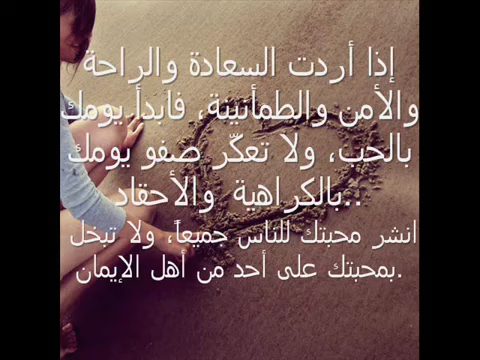 إذا أردت السعادة والراحة
والأمن والطمأنينة، فابدأ يومك
بالحب، ولا تعكّر صفو يومك
بالكراهية والأحقاد..
انشر محبتك للناس جميعاً، ولا تبخل
بمحبتك على أحد من أهل الإيمان.